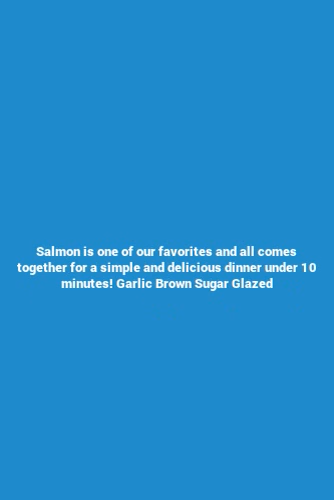 Salmon is one of our favorites and all comes
together for a simple and delicious dinner under 10
minutes! Garlic Brown Sugar Glazed